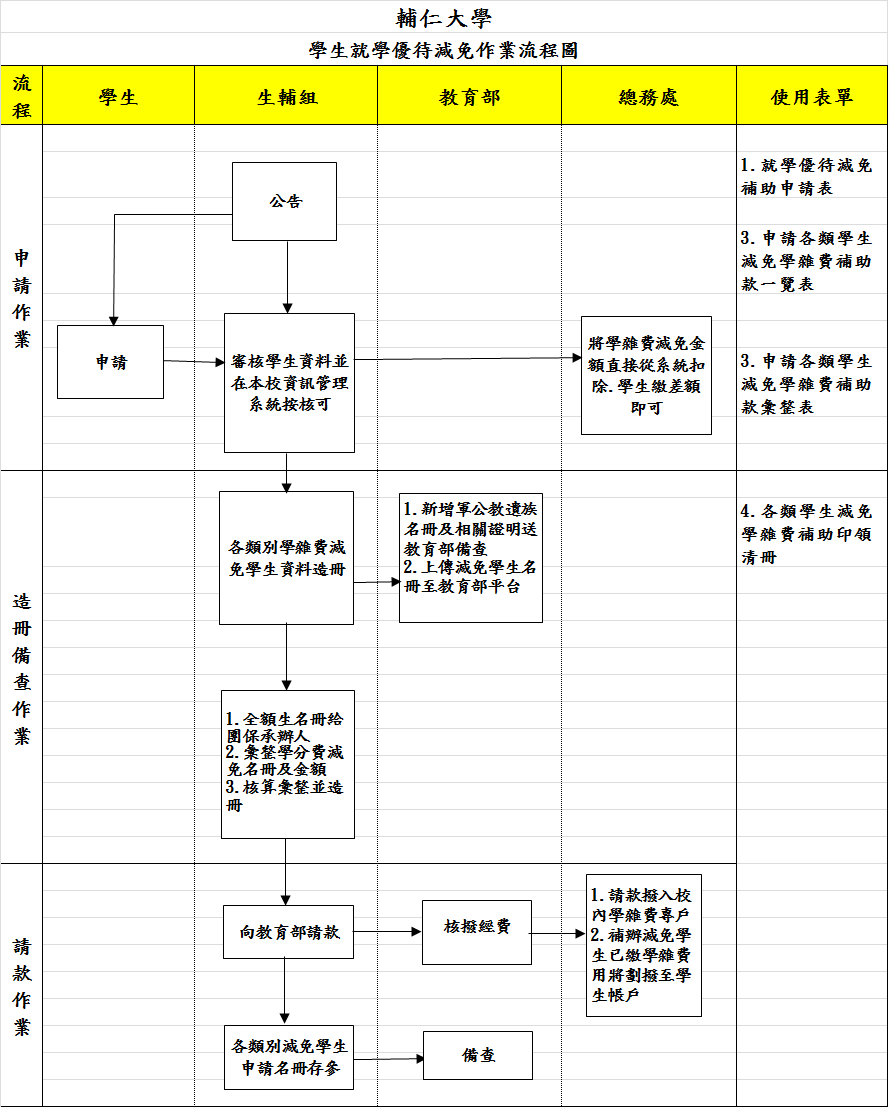 輔仁大學
學生就學優待減免作業流程圖
流
程
學生
生輔組
教育部
總務處
使用表單
申
請
作
業
公告
申請
審核學生資料並
在本校資訊管理
系統按核可
將學雜費減免金
額直接從系統扣
除.學生繳差額
即可
1.就學優待減免
補助申請表
3.申請各類學生
減免學雜費補助
款一覽表
3.申請各類學生
減免學雜費補助
款彙整表
造
冊
備
查
作
業
各類別學雜費減
免學生資料造冊
1.新增軍公教遺族
名冊及相關證明送
教育部備查
2.上傳減免學生名
冊至教育部平台
4.各類學生減免
學雜費補助印領
清冊
1.全額生名冊給
團保承辦人
2.彙整學分費減
免名冊及金額
3.核算彙整並造
冊
請
款
作
業
向教育部請款
核撥經費
1.請款撥入校
內學雜費專戶
2.補辦減免學
生已繳學雜費
用將劃撥至學
生帳戶
各類別減免學生
申請名冊存參
備查